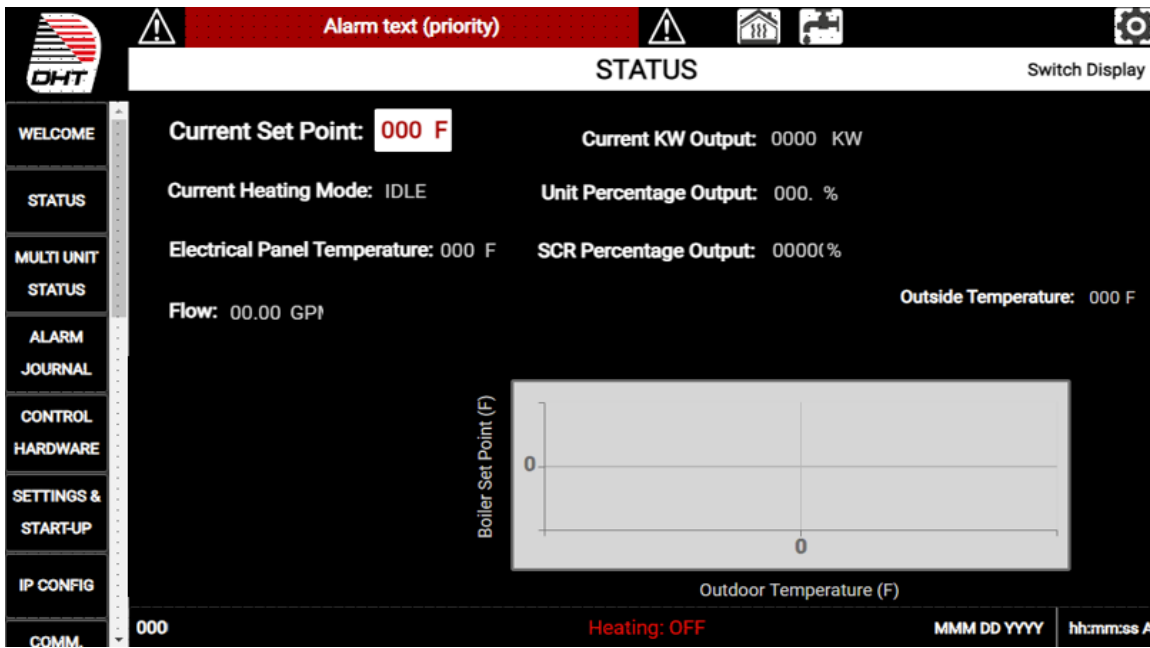 Alarm text (priority)
DHT
STATUS
Switch Display
WELCOME
STATUS
MULTI UNIT
STATUS
ALARM
JOURNAL
CONTROL
HARDWARE
SETTINGS &
START-UP
IP CONFIG
COMM.
Current Set Point: 000 F
Current KW Output: 0000 KW
Current Heating Mode: IDLE
Unit Percentage Output: 000. %
Electrical Panel Temperature: 000 F
SCR Percentage Output: 0000 %
Flow: 00.00 GPM
Outside Temperature: 000 F
Boiler Set Point (F)
0
0
Outdoor Temperature (F)
000
Heating: OFF
MMM DD YYYY
hh:mm:ss A